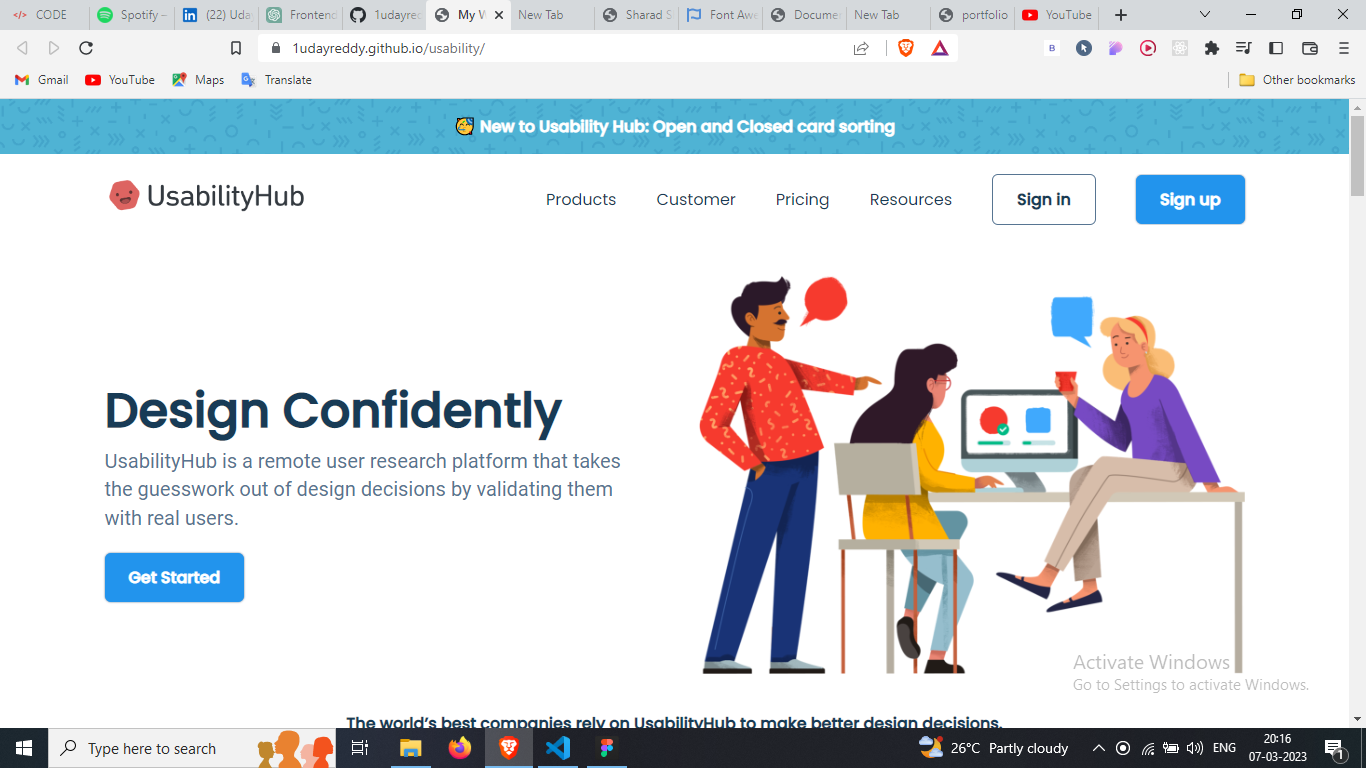 CODE
Spotify –
(22) Uda
Frontend
1udayred
My W
New Tab
Sharad S
Font Awe
Docume
New Tab
portfolio
YouTube
1udayreddy.github.io/usability/
B
Gmail
YouTube
Maps
Translate
Other bookmarks
New to Usability Hub: Open and Closed card sorting
UsabilityHub
Products
Customer
Pricing
Resources
Sign in
Sign up
Design Confidently
UsabilityHub is a remote user research platform that takes
the guesswork out of design decisions by validating them
with real users.
Get Started
Activate Windows
Go to Settings to activate Windows.
The world’s best companies rely on UsabilityHub to make better design decisions.
Type here to search
26°C Partly cloudy
ENG
20:16
07-03-2023
1